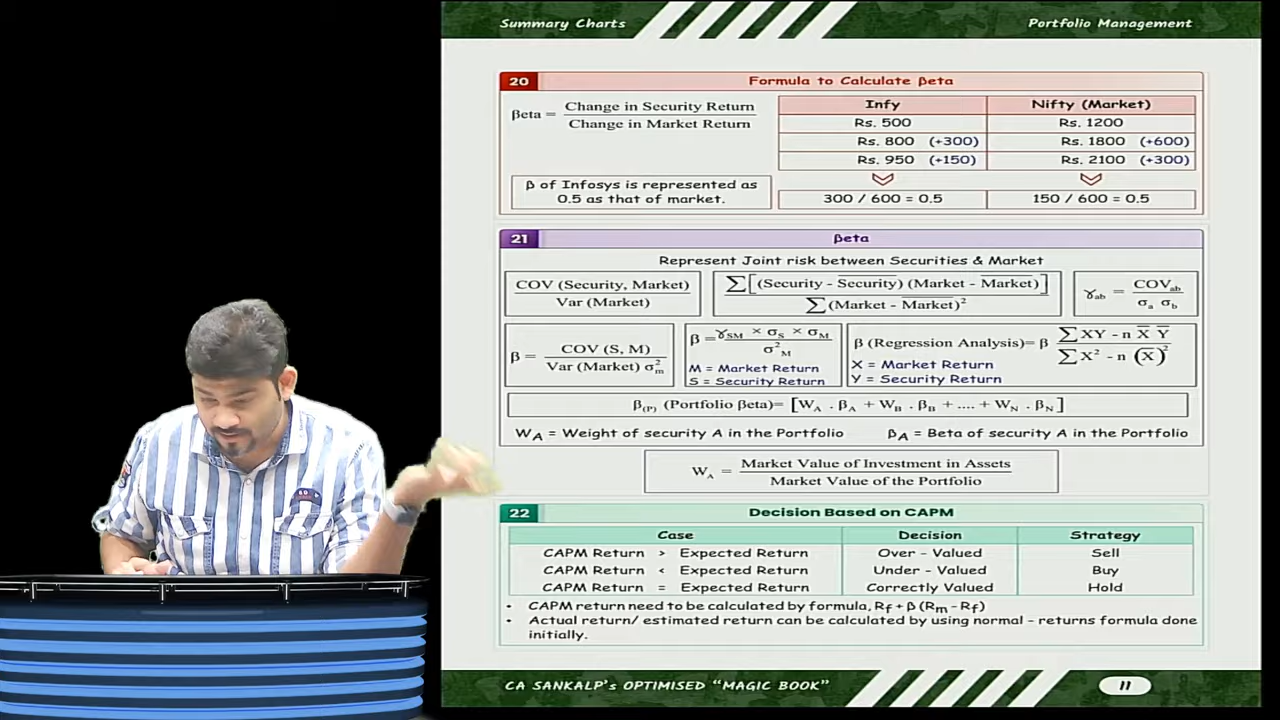 Summary Charts
Portfolio Management
20
Formula to Calculate βeta
βeta = Change in Security Return / Change in Market Return
Infy Nifty (Market)
Rs. 500 Rs. 1200
Rs. 800 (+300) Rs. 1800 (+600)
Rs. 950 (+150) Rs. 2100 (+300)
300 / 600 = 0.5 150 / 600 = 0.5
β of Infosys is represented as
0.5 as that of market.
21
βeta
Represent Joint risk between Securities & Market
COV (Security, Market) / Var (Market)
∑[(Security - S̅e̅c̅u̅r̅i̅t̅y̅) (Market - M̅a̅r̅k̅e̅t̅)] / ∑(Market - M̅a̅r̅k̅e̅t̅)²
ɤab = COVab / σa σb
β = COV (S, M) / Var (Market) σ²m
β = ɤSM × σS × σM / σ²M
M = Market Return
S = Security Return
β (Regression Analysis)= β ∑XY - n X̅ Y̅ / ∑X² - n (X̅)²
X = Market Return
Y = Security Return
β(P) (Portfolio βeta)= [WA . βA + WB . βB + .... + WN . βN]
WA = Weight of security A in the Portfolio βA = Beta of security A in the Portfolio
WA = Market Value of Investment in Assets / Market Value of the Portfolio
22
Decision Based on CAPM
Case Decision Strategy
CAPM Return > Expected Return Over - Valued Sell
CAPM Return < Expected Return Under - Valued Buy
CAPM Return = Expected Return Correctly Valued Hold
• CAPM return need to be calculated by formula, Rf + β (Rm - Rf)
• Actual return/ estimated return can be calculated by using normal - returns formula done
initially.
CA SANKALP's OPTIMISED "MAGIC BOOK"
11